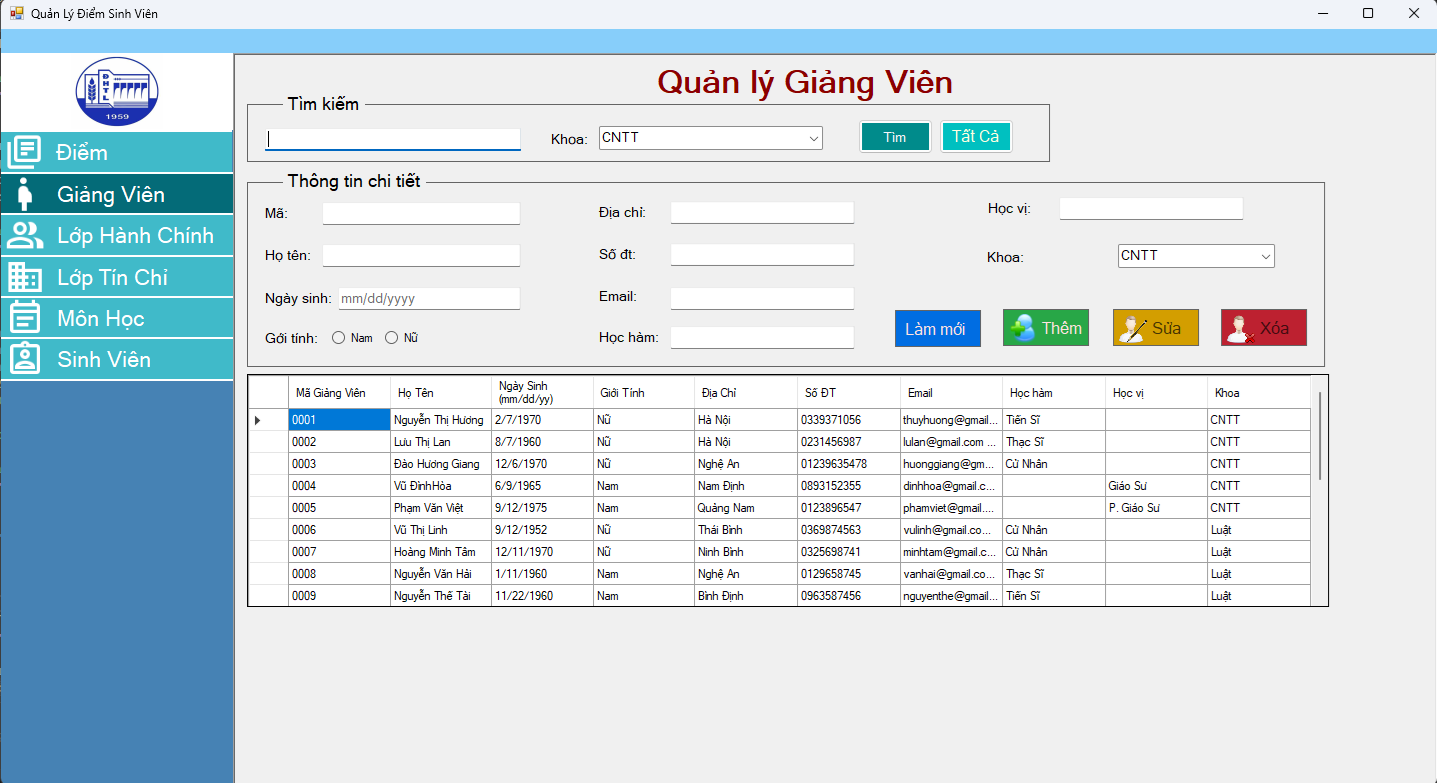 Quản Lý Điểm Sinh Viên
ĐHTL
1959
Điểm
Giảng Viên
Lớp Hành Chính
Lớp Tín Chỉ
Môn Học
Sinh Viên
Quản lý Giảng Viên
Tìm kiếm
Khoa: CNTT Tìm Tất Cả
Thông tin chi tiết
Mã: Địa chỉ: Học vị:
Họ tên: Số đt: Khoa: CNTT
Ngày sinh: mm/dd/yyyy Email:
Gới tính: Nam Nữ Học hàm: Làm mới Thêm Sửa Xóa
Mã Giảng Viên Họ Tên Ngày Sinh (mm/dd/yy) Giới Tính Địa Chỉ Số ĐT Email Học hàm Học vị Khoa
0001 Nguyễn Thị Hương 2/7/1970 Nữ Hà Nội 0339371056 thuyhuong@gmail... Tiến Sĩ CNTT
0002 Lưu Thị Lan 8/7/1960 Nữ Hà Nội 0231456987 lulan@gmail.com ... Thạc Sĩ CNTT
0003 Đào Hương Giang 12/6/1970 Nữ Nghệ An 01239635478 huonggiang@gm... Cử Nhân CNTT
0004 Vũ ĐìnhHòa 6/9/1965 Nam Nam Định 0893152355 dinhhoa@gmail.c... Giáo Sư CNTT
0005 Phạm Văn Việt 9/12/1975 Nam Quảng Nam 0123896547 phamviet@gmail.... P. Giáo Sư CNTT
0006 Vũ Thị Linh 9/12/1952 Nữ Thái Bình 0369874563 vulinh@gmail.co... Cử Nhân Luật
0007 Hoàng Minh Tâm 12/11/1970 Nữ Ninh Bình 0325698741 minhtam@gmail.c... Cử Nhân Luật
0008 Nguyễn Văn Hải 1/11/1960 Nam Nghệ An 0129658745 vanhai@gmail.co... Thạc Sĩ Luật
0009 Nguyễn Thế Tài 11/22/1960 Nam Bình Định 0963587456 nguyenthe@gmail... Tiến Sĩ Luật